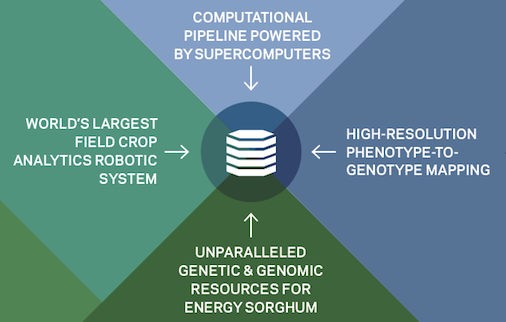 COMPUTATIONAL
PIPELINE POWERED
BY SUPERCOMPUTERS
WORLD'S LARGEST
FIELD CROP
ANALYTICS ROBOTIC
SYSTEM
HIGH-RESOLUTION
PHENOTYPE-TO-
GENOTYPE MAPPING
UNPARALLELED
GENETIC & GENOMIC
RESOURCES FOR
ENERGY SORGHUM